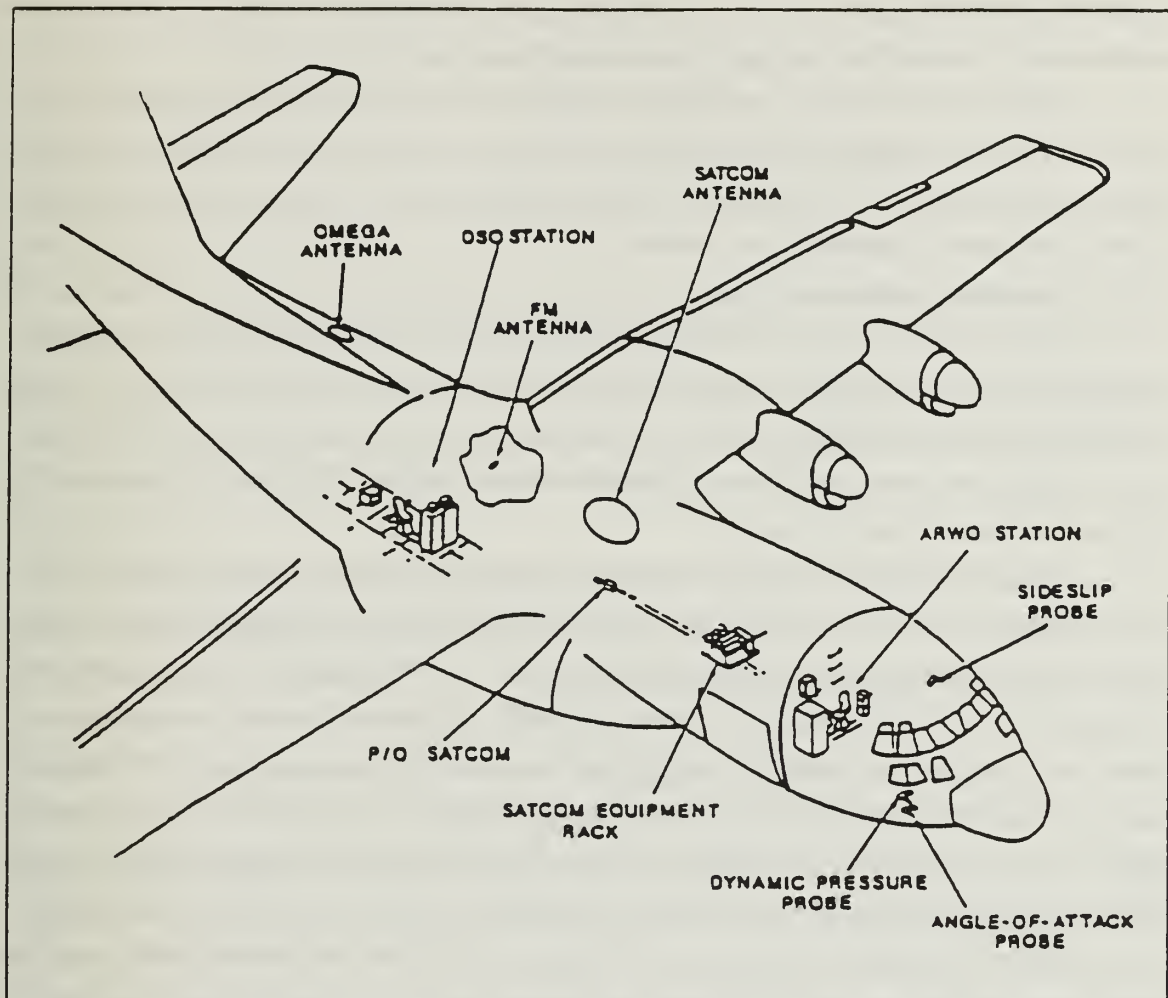 SATCOM
ANTENNA
OMEGA
ANTENNA
DSO STATION
FM
ANTENNA
ARWO STATION
SIDESLIP
PROBE
P/O SATCOM
SATCOM EQUIPMENT
RACK
DYNAMIC PRESSURE
PROBE
ANGLE-OF-ATTACK
PROBE